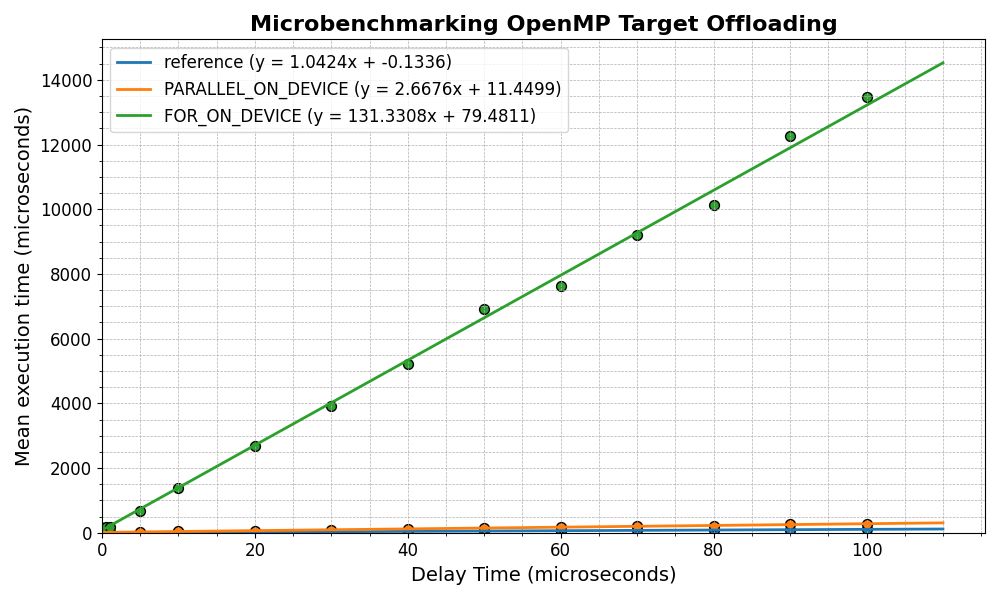 Microbenchmarking OpenMP Target Offloading
reference (y = 1.0424x + -0.1336)
PARALLEL_ON_DEVICE (y = 2.6676x + 11.4499)
FOR_ON_DEVICE (y = 131.3308x + 79.4811)
Mean execution time (microseconds)
14000
12000
10000
8000
6000
4000
2000
0
0 20 40 60 80 100
Delay Time (microseconds)